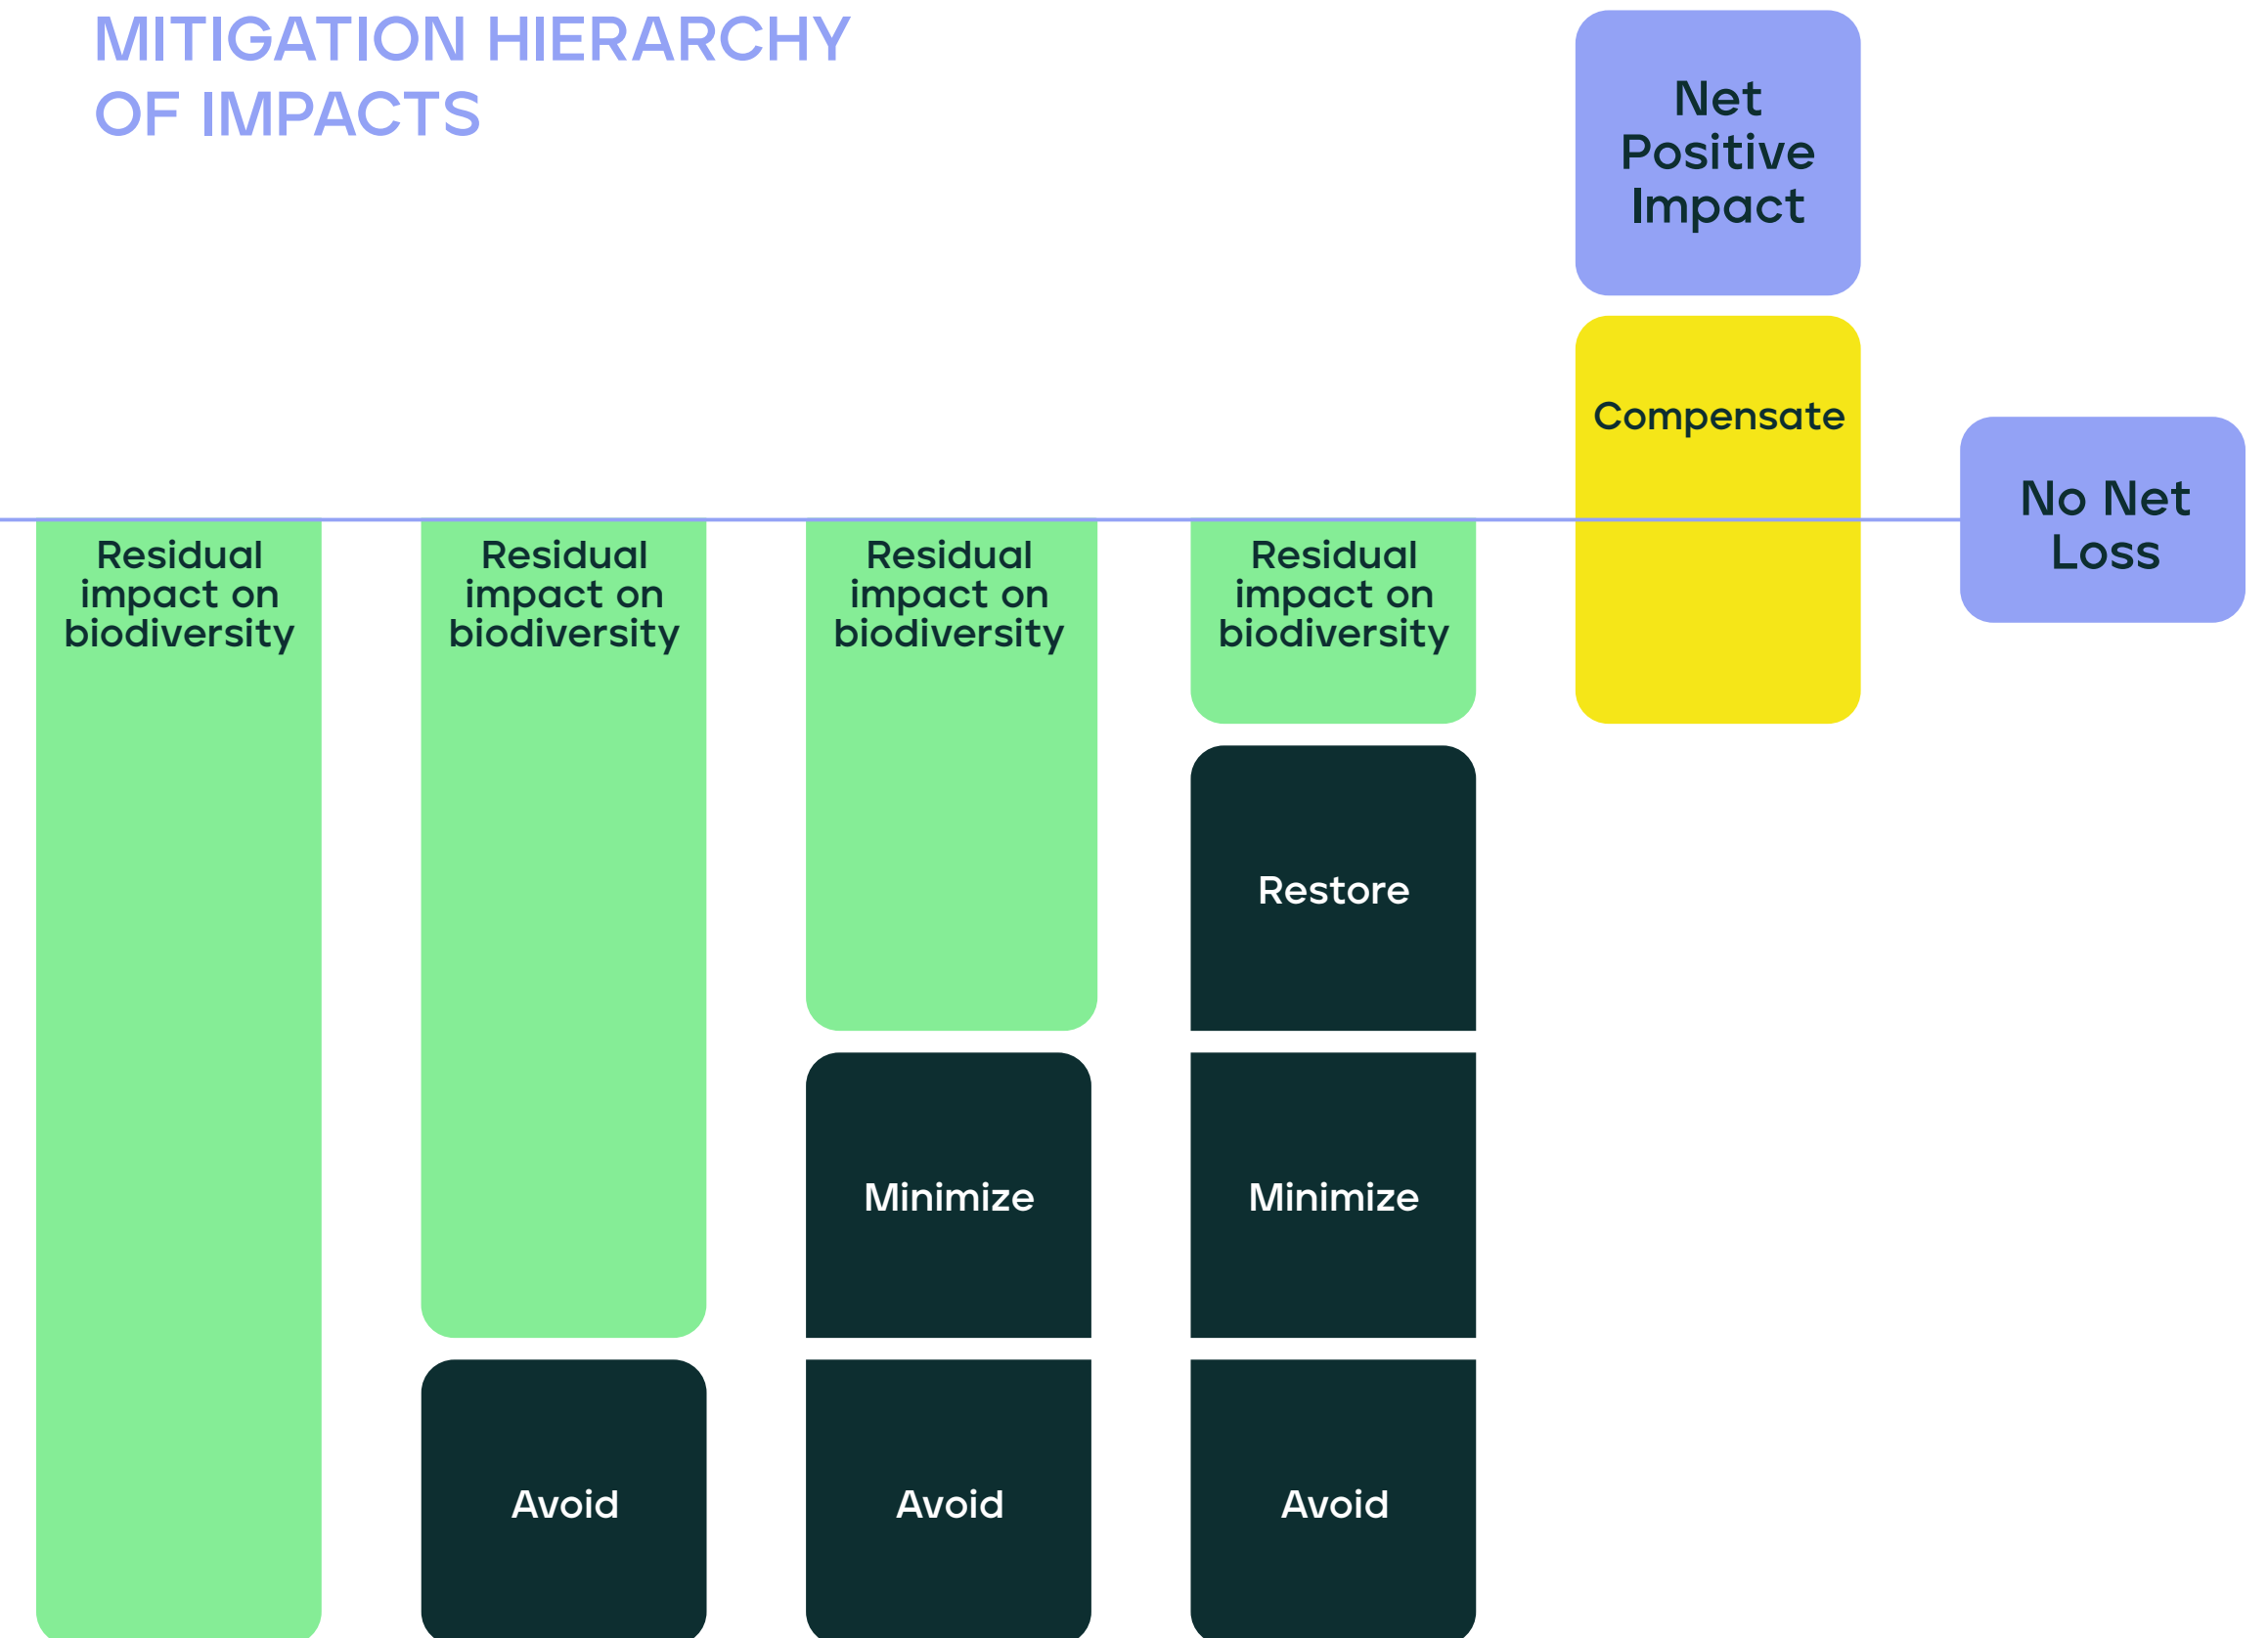 MITIGATION HIERARCHY
OF IMPACTS
Net
Positive
Impact
Compensate
No Net
Loss
Residual
impact on
biodiversity
Residual
impact on
biodiversity
Residual
impact on
biodiversity
Residual
impact on
biodiversity
Restore
Minimize
Minimize
Avoid
Avoid
Avoid